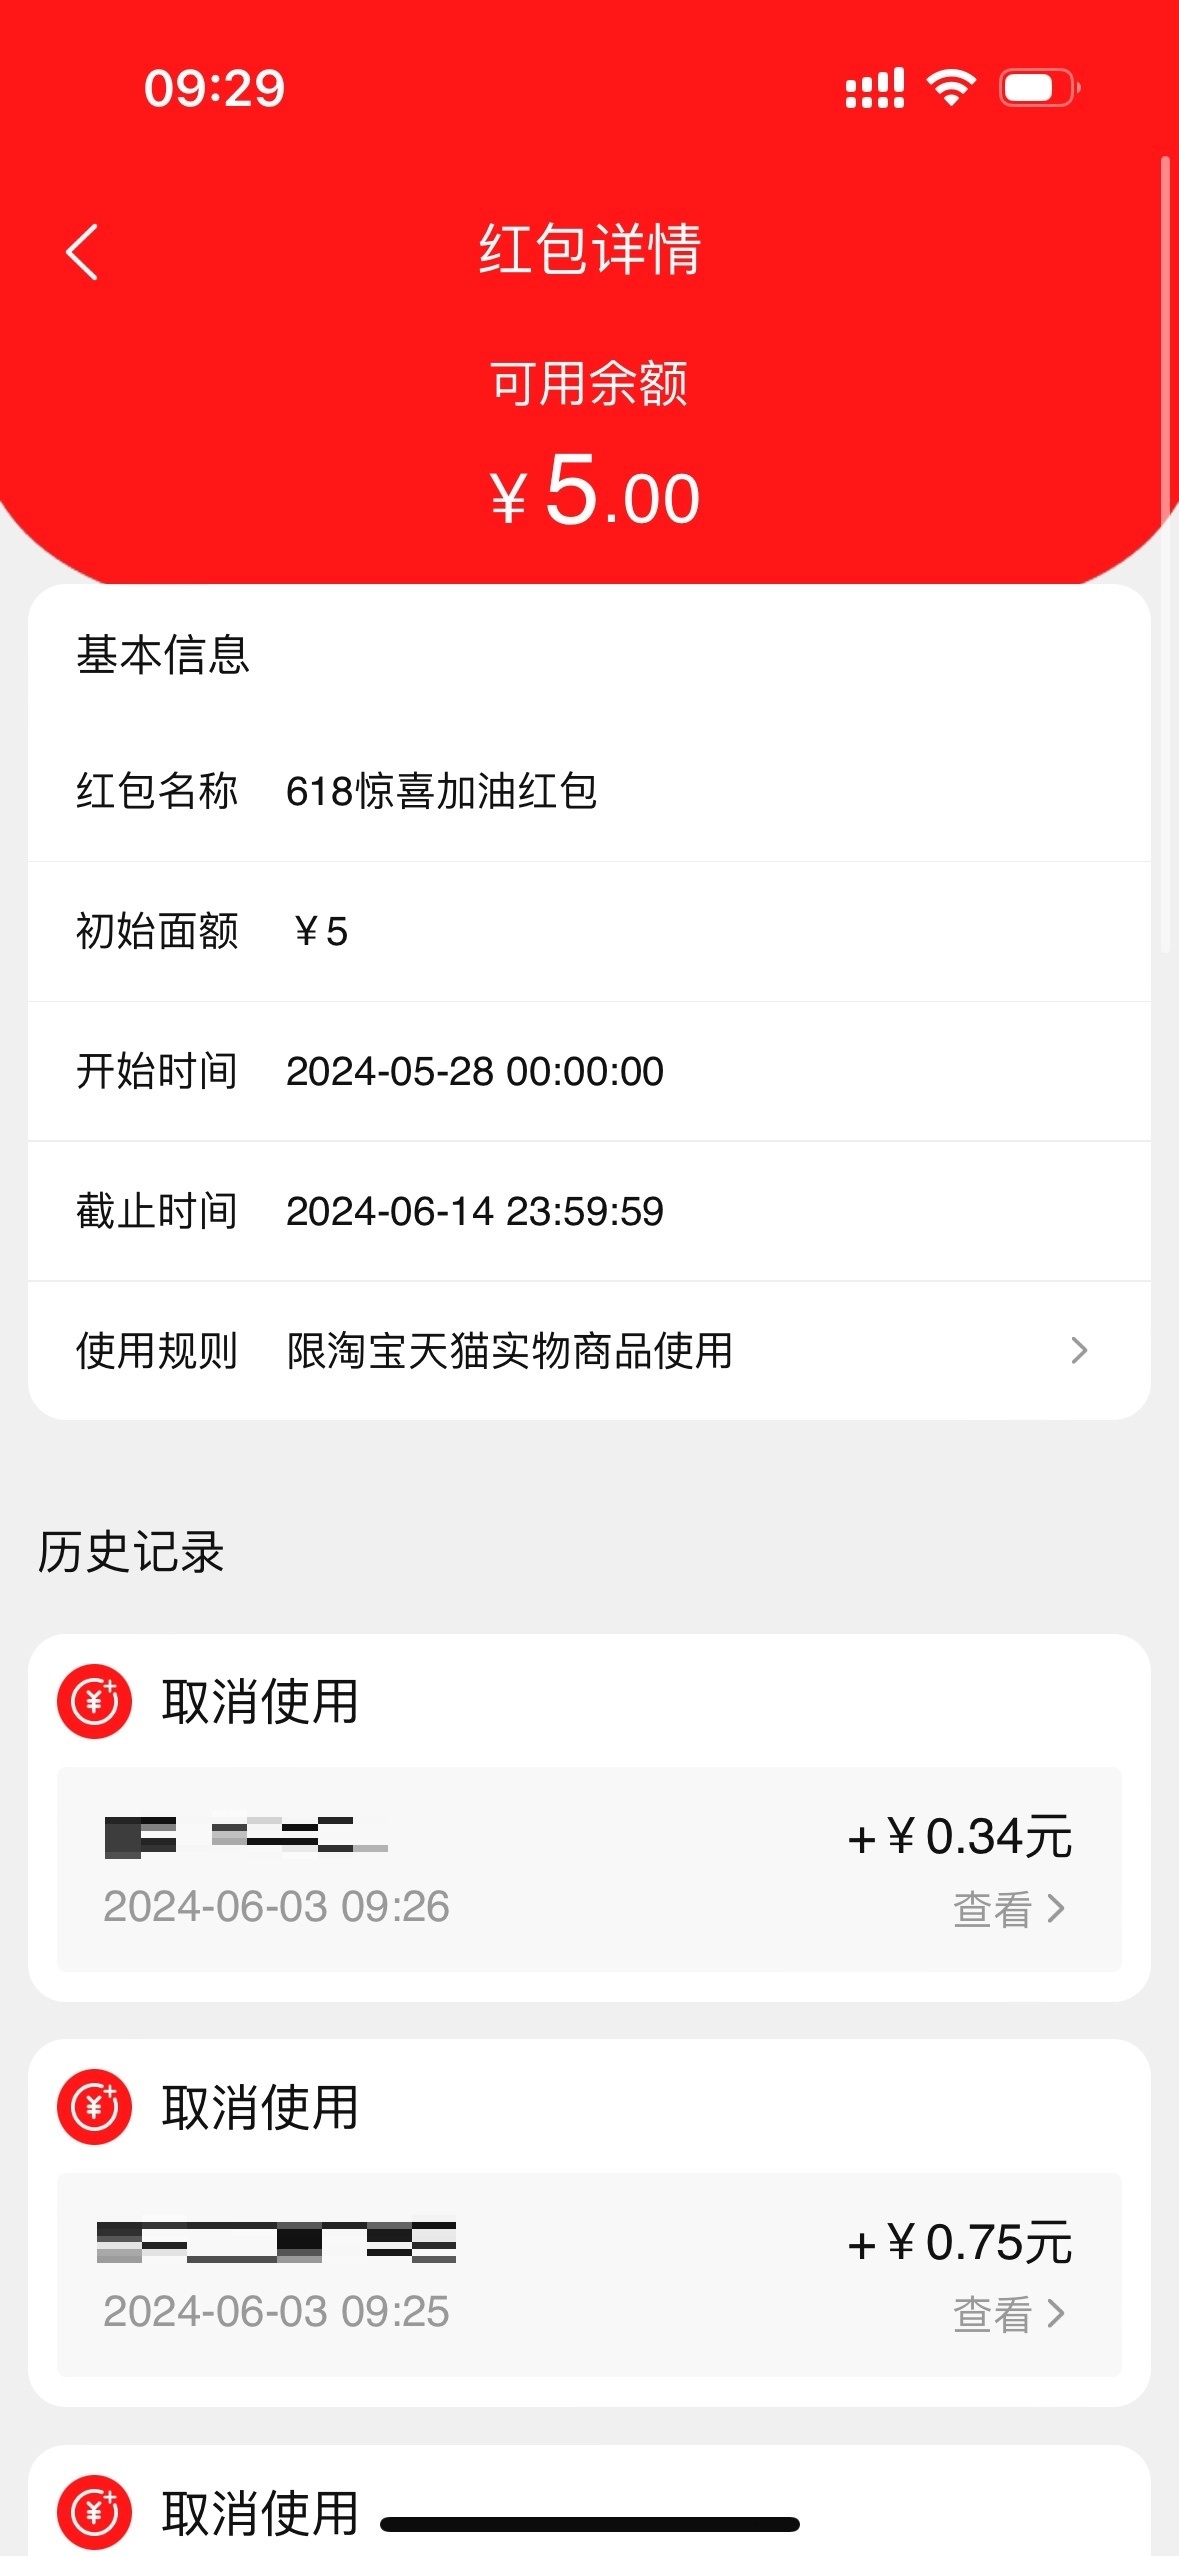 09:29
红包详情
可用余额
¥5.00
基本信息
红包名称 618惊喜加油红包
初始面额 ¥5
开始时间 2024-05-28 00:00:00
截止时间 2024-06-14 23:59:59
使用规则 限淘宝天猫实物商品使用
历史记录
取消使用
+¥0.34元
2024-06-03 09:26 查看
取消使用
+¥0.75元
2024-06-03 09:25 查看
取消使用